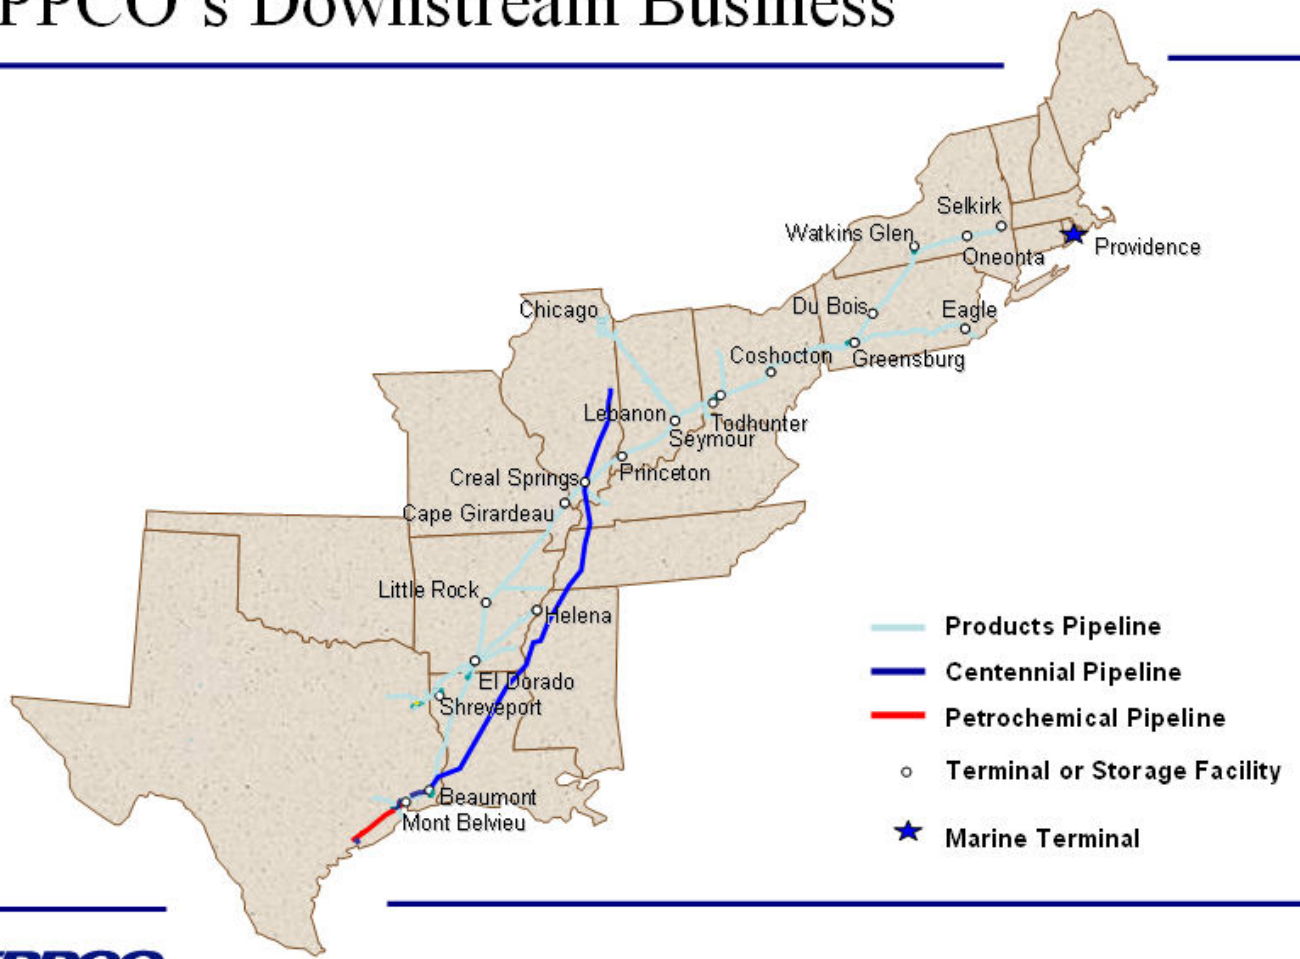 PPCO's Downstream Business
Selkirk
Watkins Glen
Oneonta
Providence
Chicago
Du Bois
Eagle
Coshocton
Greensburg
Lebanon
Todhunter
Seymour
Creal Springs
Princeton
Cape Girardeau
Little Rock
Helena
El Dorado
Shreveport
Beaumont
Mont Belvieu
Products Pipeline
Centennial Pipeline
Petrochemical Pipeline
Terminal or Storage Facility
Marine Terminal